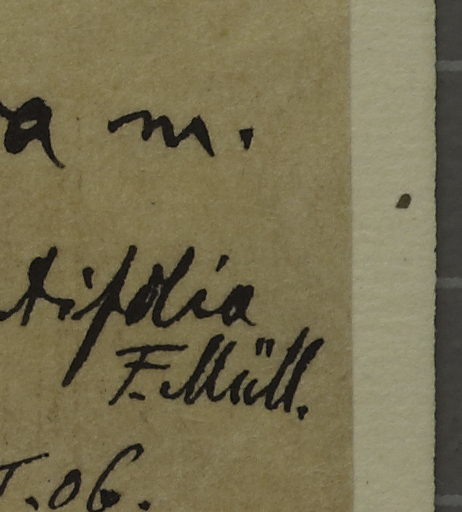 a m.
tifolia
F. Müll.
I.06.